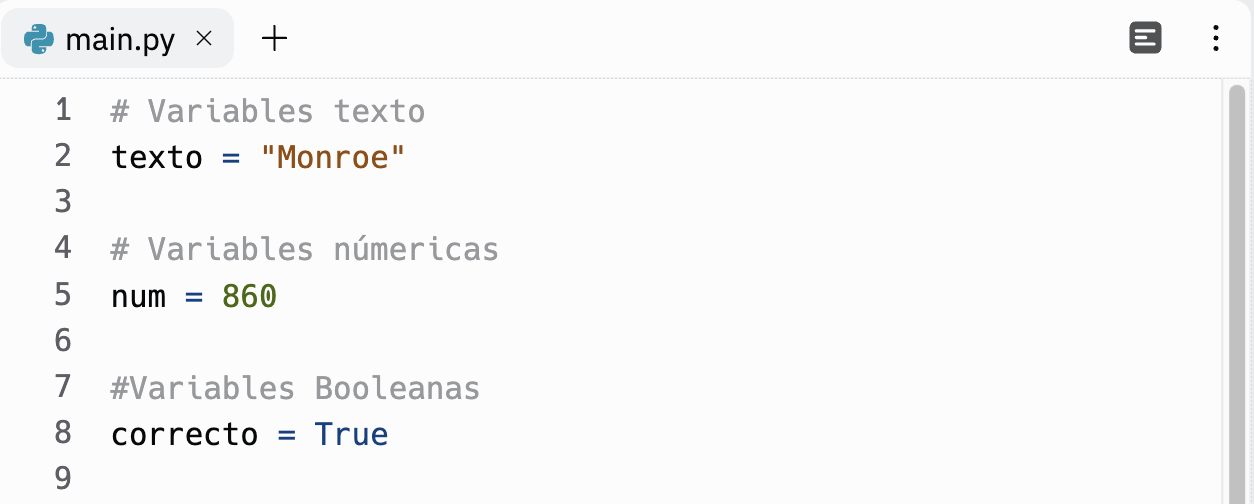 main.py × +
1 # Variables texto
2 texto = "Monroe"
3
4 # Variables númericas
5 num = 860
6
7 #Variables Booleanas
8 correcto = True
9